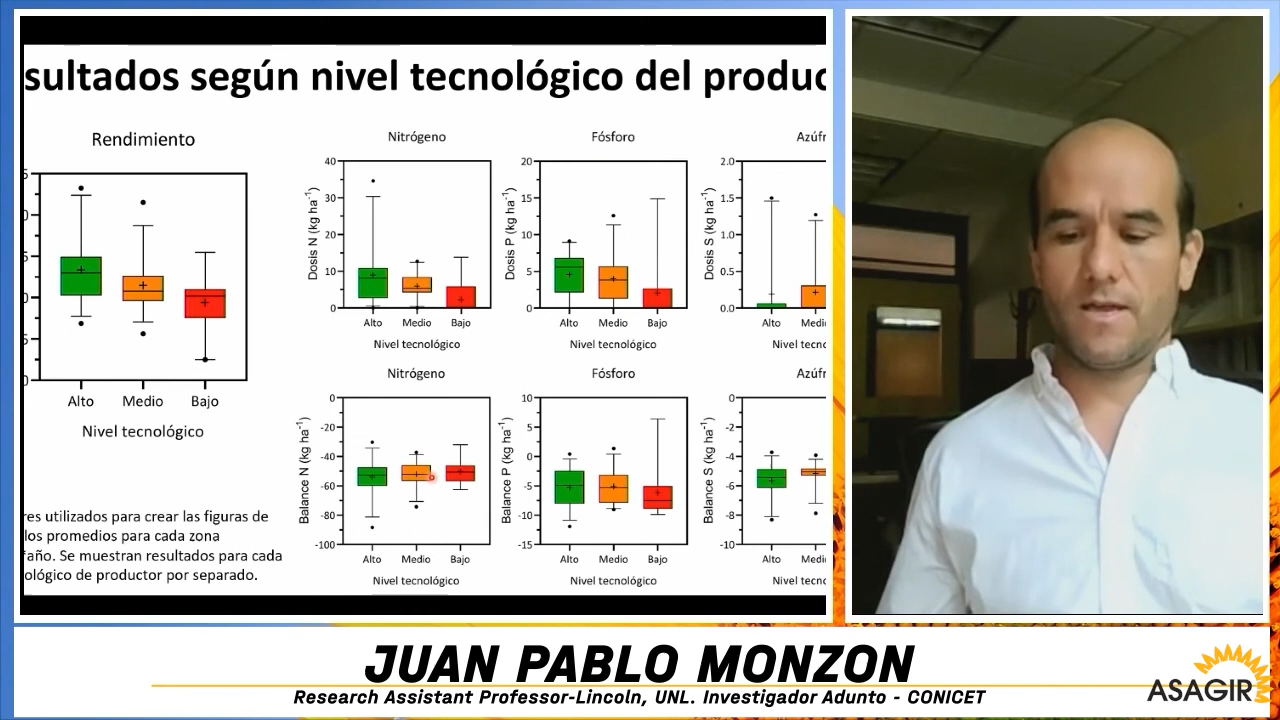 sultados según nivel tecnológico del produc
Rendimiento
Alto Medio Bajo
Nivel tecnológico
Nitrógeno
Dosis N (kg ha-1)
40
30
20
10
0
Alto Medio Bajo
Nivel tecnológico
Fósforo
Dosis P (kg ha-1)
20
15
10
5
0
Alto Medio Bajo
Nivel tecnológico
Azúfr
Dosis S (kg ha-1)
2.0
1.5
1.0
0.5
0.0
Alto Medi
Nivel tecno
Nitrógeno
Balance N (kg ha-1)
0
-20
-40
-60
-80
-100
Alto Medio Bajo
Nivel tecnológico
Fósforo
Balance P (kg ha-1)
10
5
0
-5
-10
-15
Alto Medio Bajo
Nivel tecnológico
Azúfr
Balance S (kg ha-1)
0
-2
-4
-6
-8
-10
Alto Medio
Nivel tecno
res utilizados para crear las figuras de
los promedios para cada zona
año. Se muestran resultados para cada
ológico de productor por separado.
JUAN PABLO MONZON
Research Assistant Professor-Lincoln, UNL. Investigador Adunto - CONICET
ASAGIR